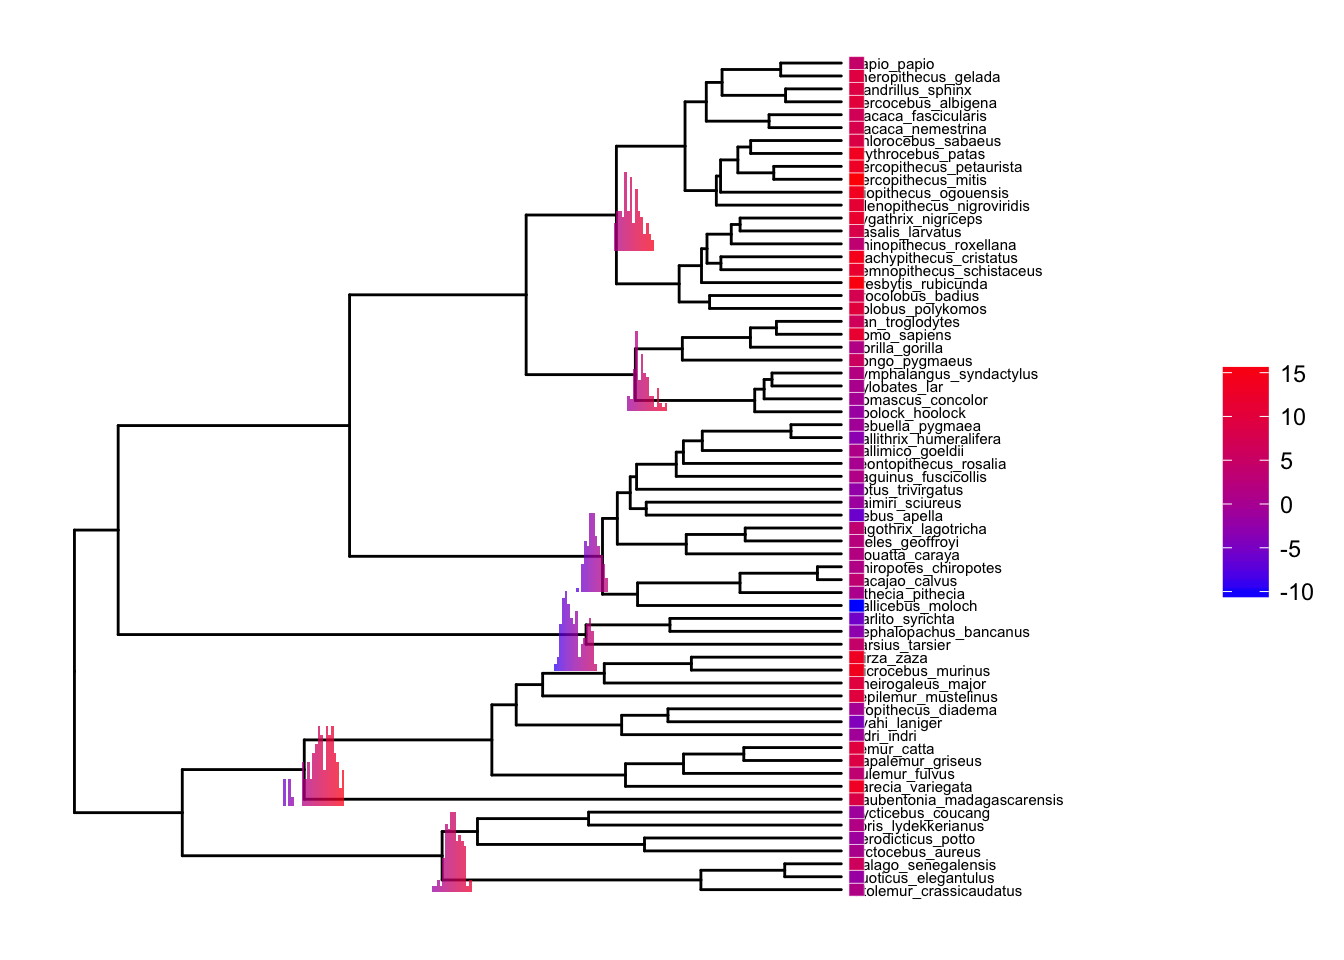 apio_papio
heropithecus_gelada
andrillus_sphinx
ercocebus_albigena
acaca_fascicularis
acaca_nemestrina
hlorocebus_sabaeus
rythrocebus_patas
ercopithecus_petaurista
ercopithecus_mitis
iopithecus_ogouensis
llenopithecus_nigroviridis
ygathrix_nigriceps
asalis_larvatus
hinopithecus_roxellana
rachypithecus_cristatus
emnopithecus_schistaceus
resbytis_rubicunda
rocolobus_badius
olobus_polykomos
an_troglodytes
omo_sapiens
orilla_gorilla
ongo_pygmaeus
ymphalangus_syndactylus
ylobates_lar
omascus_concolor
oolock_hoolock
ebuella_pygmaea
allithrix_humeralifera
allimico_goeldii
eontopithecus_rosalia
aguinus_fuscicollis
otus_trivirgatus
aimiri_sciureus
ebus_apella
agothrix_lagotricha
teles_geoffroyi
louatta_caraya
hiropotes_chiropotes
acajao_calvus
ithecia_pithecia
allicebus_moloch
arlito_syrichta
ephalopachus_bancanus
arsius_tarsier
irza_zaza
icrocebus_murinus
heirogaleus_major
epilemur_mustelinus
ropithecus_diadema
vahi_laniger
dri_indri
emur_catta
apalemur_griseus
ulemur_fulvus
arecia_variegata
aubentonia_madagascarensis
ycticebus_coucang
oris_lydekkerianus
erodicticus_potto
rctocebus_aureus
alago_senegalensis
uoticus_elegantulus
tolemur_crassicaudatus
15
10
5
0
-5
-10